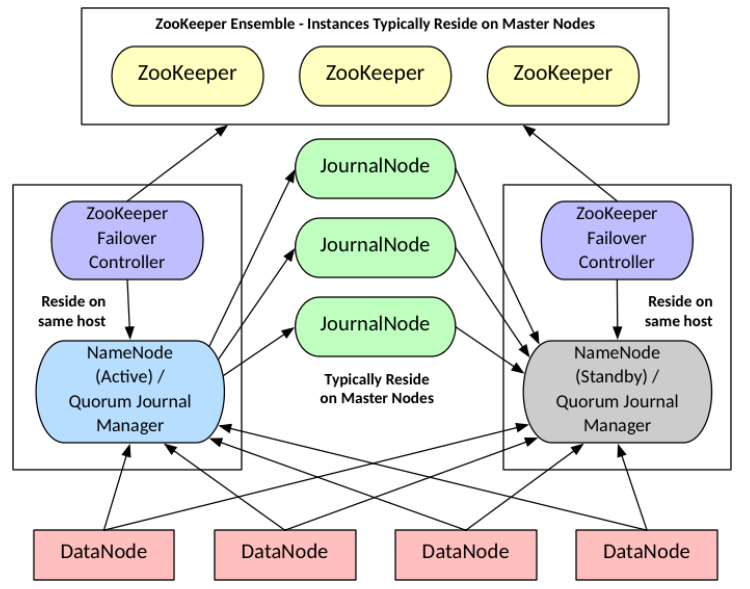 ZooKeeper Ensemble - Instances Typically Reside on Master Nodes
ZooKeeper
ZooKeeper
ZooKeeper
JournalNode
JournalNode
JournalNode
Typically Reside
on Master Nodes
ZooKeeper
Failover
Controller
Reside on
same host
NameNode
(Active) /
Quorum Journal
Manager
ZooKeeper
Failover
Controller
Reside on
same host
NameNode
(Standby) /
Quorum Journal
Manager
DataNode
DataNode
DataNode
DataNode